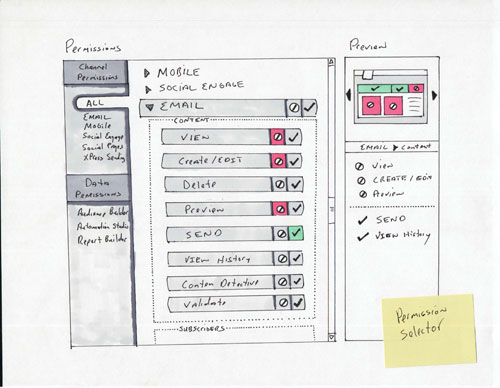 Permissions
Channel
Permissions
ALL
EMAIL
Mobile
Social Engage
Social Pages
XPress Sending
Data
Permissions
Audience Builder
Automation Studio
Report Builder
MOBILE
SOCIAL ENGAGE
EMAIL
CONTENT
VIEW
Create/EDIT
Delete
Preview
SEND
VIEW History
Conten Detective
Validate
SUBSCRIBERS
Preview
EMAIL Content
View
CREATE/EDIT
Preview
SEND
VIEW History
Permission
Selector